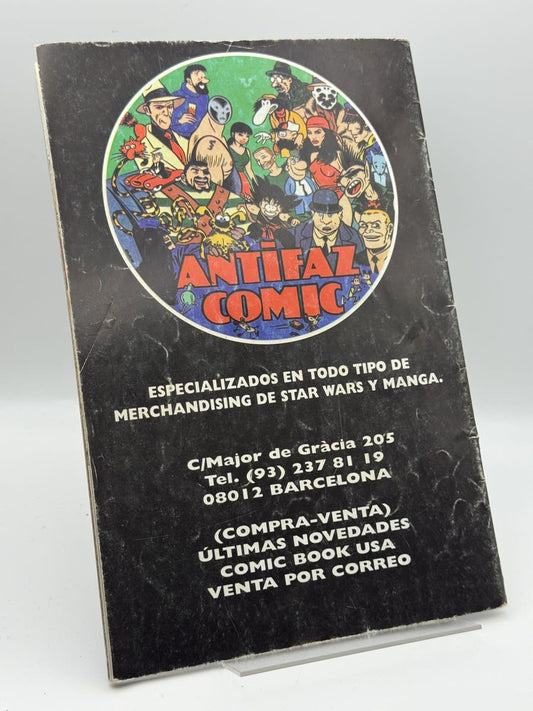 ANTIFAZ
COMIC
ESPECIALIZADOS EN TODO TIPO DE
MERCHANDISING DE STAR WARS Y MANGA.
C/Major de Gràcia 205
Tel. (93) 237 81 19
08012 BARCELONA
(COMPRA-VENTA)
ÚLTIMAS NOVEDADES
COMIC BOOK USA
VENTA POR CORREO